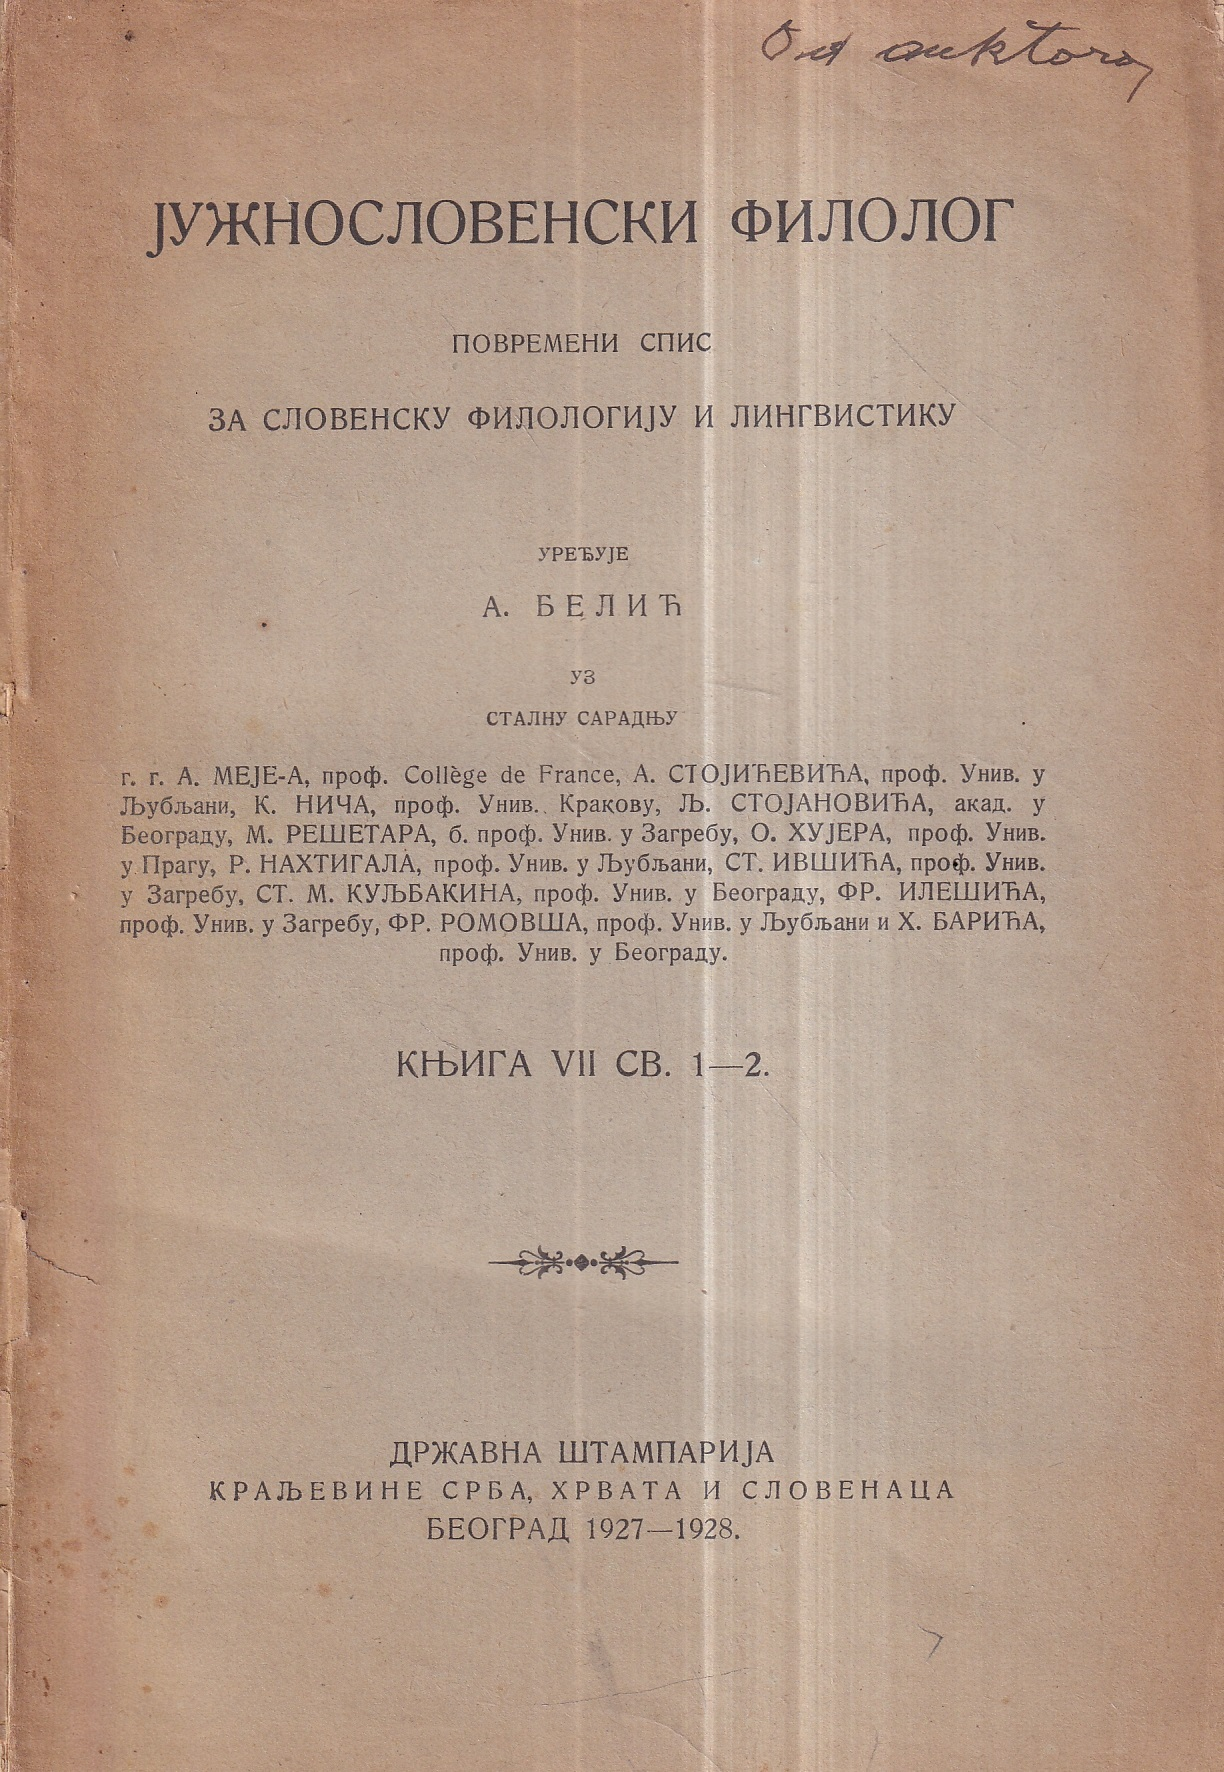 Od auktora
ЈУЖНОСЛОВЕНСКИ ФИЛОЛОГ
ПОВРЕМЕНИ СПИС
ЗА СЛОВЕНСКУ ФИЛОЛОГИЈУ И ЛИНГВИСТИКУ
УРЕЂУЈЕ
А. БЕЛИЋ
УЗ
СТАЛНУ САРАДЊУ
г. г. А. МЕЈЕ-А, проф. Collège de France, А. СТОЈИЋЕВИЋА, проф. Унив. у
Љубљани, К. НИЧА, проф. Унив. Кракову, Љ. СТОЈАНОВИЋА, акад. у
Београду, М. РЕШЕТАРА, б. проф. Унив. у Загребу, О. ХУЈЕРА, проф. Унив.
у Прагу, Р. НАХТИГАЛА, проф. Унив. у Љубљани, СТ. ИВШИЋА, проф. Унив.
у Загребу, СТ. М. КУЉБАКИНА, проф. Унив. у Београду, ФР. ИЛЕШИЋА,
проф. Унив. у Загребу, ФР. РОМОВША, проф. Унив. у Љубљани и Х. БАРИЋА,
проф. Унив. у Београду.
КЊИГА VII СВ. 1—2.
ДРЖАВНА ШТАМПАРИЈА
КРАЉЕВИНЕ СРБА, ХРВАТА И СЛОВЕНАЦА
БЕОГРАД 1927—1928.